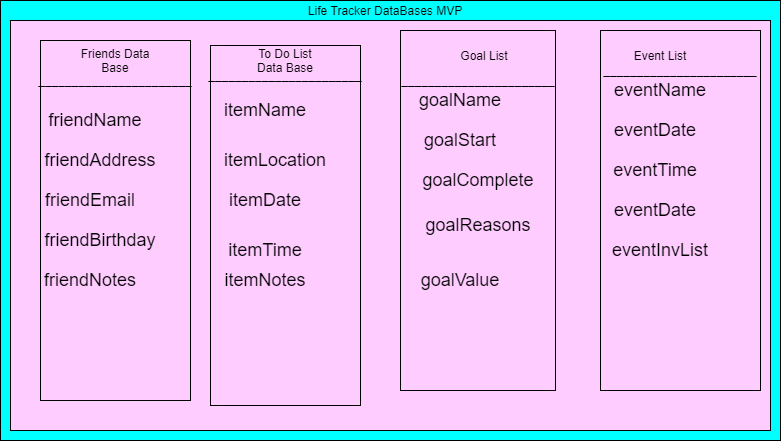 Life Tracker DataBases MVP
Friends Data
Base
friendName
friendAddress
friendEmail
friendBirthday
friendNotes
To Do List
Data Base
itemName
itemLocation
itemDate
itemTime
itemNotes
Goal List
goalName
goalStart
goalComplete
goalReasons
goalValue
Event List
eventName
eventDate
eventTime
eventDate
eventInvList